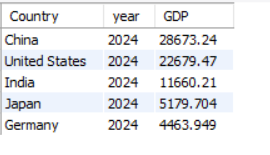 Country year GDP
China 2024 28673.24
United States 2024 22679.47
India 2024 11660.21
Japan 2024 5179.704
Germany 2024 4463.949